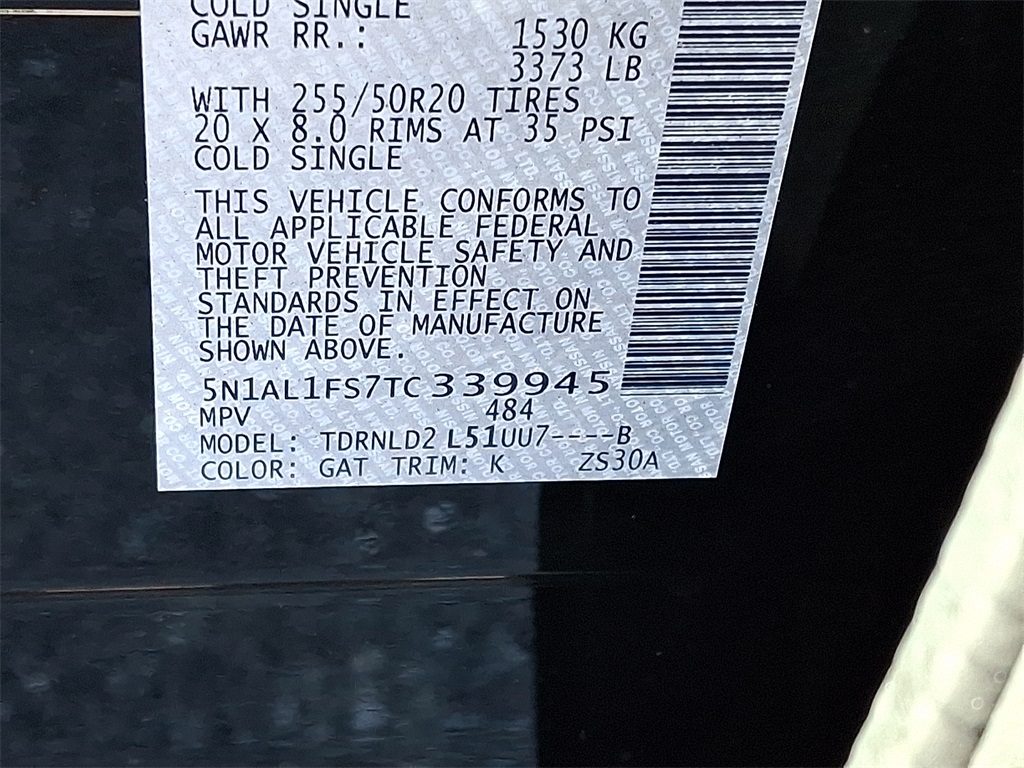 COLD SINGLE
GAWR RR.: 1530 KG
3373 LB
WITH 255/50R20 TIRES
20 X 8.0 RIMS AT 35 PSI
COLD SINGLE
THIS VEHICLE CONFORMS TO
ALL APPLICABLE FEDERAL
MOTOR VEHICLE SAFETY AND
THEFT PREVENTION
STANDARDS IN EFFECT ON
THE DATE OF MANUFACTURE
SHOWN ABOVE.
5N1AL1FS7TC339945
MPV 484
MODEL: TDRNLD2 L51UU7----B
COLOR: GAT TRIM: K ZS30A